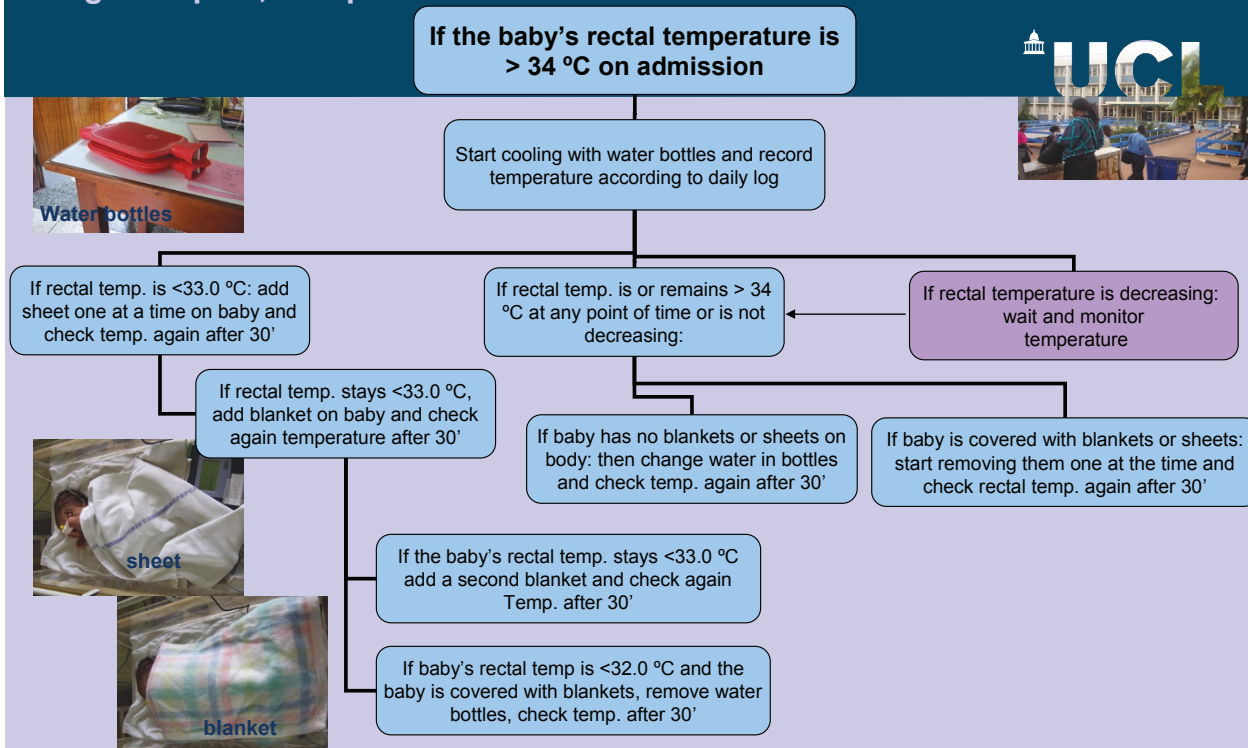 If the baby's rectal temperature is
> 34 ºC on admission
UCL
Start cooling with water bottles and record
temperature according to daily log
Water bottles
If rectal temp. is <33.0 ºC: add
sheet one at a time on baby and
check temp. again after 30’
If rectal temp. is or remains > 34
ºC at any point of time or is not
decreasing:
If rectal temperature is decreasing:
wait and monitor
temperature
If rectal temp. stays <33.0 ºC,
add blanket on baby and check
again temperature after 30’
If baby has no blankets or sheets on
body: then change water in bottles
and check temp. again after 30’
If baby is covered with blankets or sheets:
start removing them one at the time and
check rectal temp. again after 30’
sheet
If the baby’s rectal temp. stays <33.0 ºC
add a second blanket and check again
Temp. after 30’
If baby’s rectal temp is <32.0 ºC and the
baby is covered with blankets, remove water
bottles, check temp. after 30’
blanket